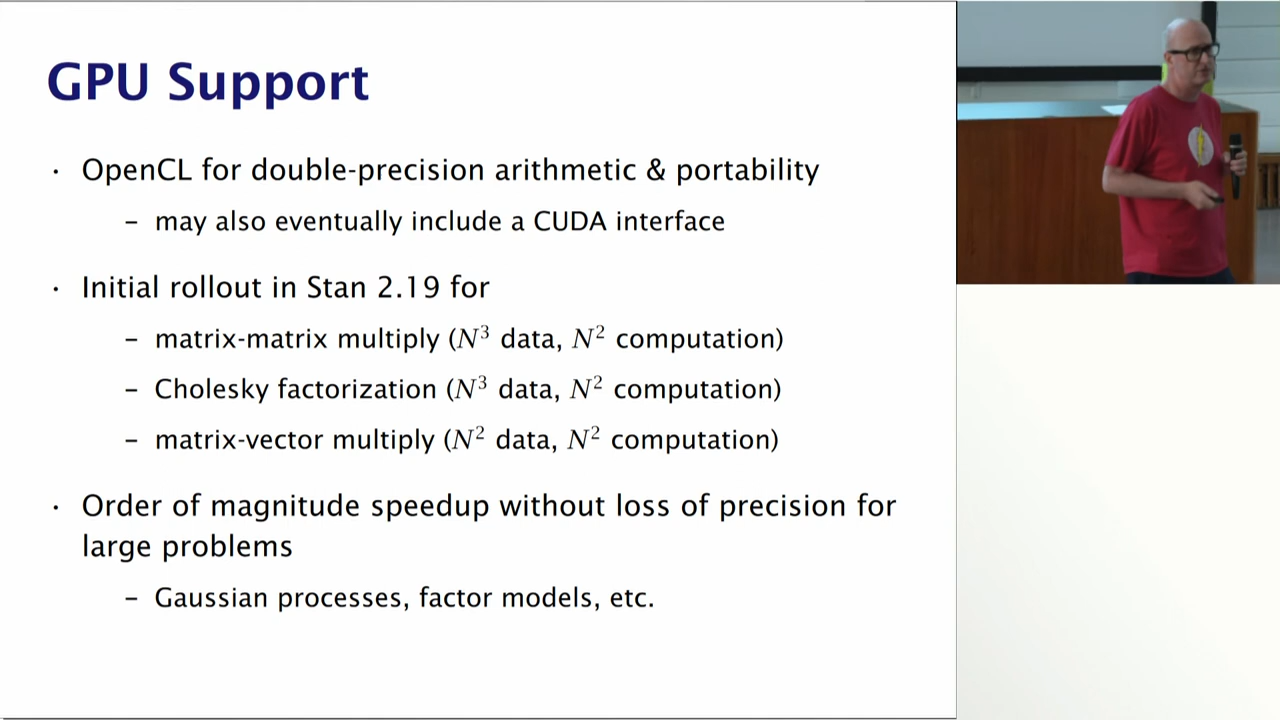 GPU Support
· OpenCL for double-precision arithmetic & portability
– may also eventually include a CUDA interface
· Initial rollout in Stan 2.19 for
– matrix-matrix multiply (N³ data, N² computation)
– Cholesky factorization (N³ data, N² computation)
– matrix-vector multiply (N² data, N² computation)
· Order of magnitude speedup without loss of precision for
large problems
– Gaussian processes, factor models, etc.